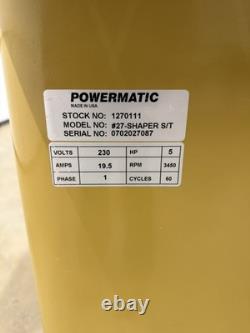 POWERMATIC
MADE IN USA
STOCK NO: 1270111
MODEL NO: #27-SHAPER S/T
SERIAL NO: 0702027087
VOLTS 230 HP 5
AMPS 19.5 RPM 3450
PHASE 1 CYCLES 60
ebay